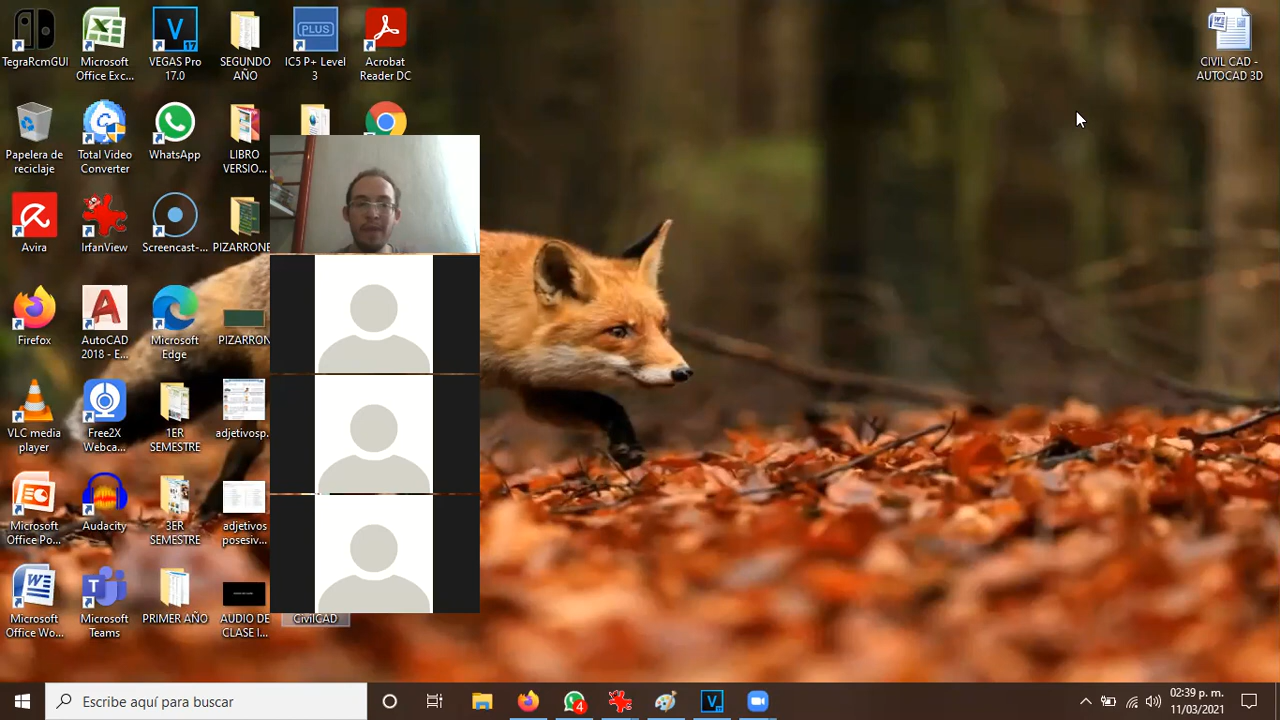 TegraRcmGUI
Microsoft
Office Exc...
VEGAS Pro
17.0
SEGUNDO
AÑO
PLUS
IC5 P+ Level
3
Acrobat
Reader DC
CIVIL CAD -
AUTOCAD 3D
Papelera de
reciclaje
Total Video
Converter
WhatsApp
LIBRO
VERSIO...
Avira
IrfanView
Screencast-...
PIZARRONE
Firefox
AutoCAD
2018 - E...
Microsoft
Edge
PIZARRON
VLC media
player
Free2X
Webca...
1ER
SEMESTRE
adjetivosp.
Microsoft
Office Po...
Audacity
3ER
SEMESTRE
adjetivos
posesiv...
Microsoft
Office Wo...
Microsoft
Teams
PRIMER AÑO
AUDIO DE
CLASE I...
CivilCAD
Escribe aquí para buscar
4
02:39 p. m.
11/03/2021